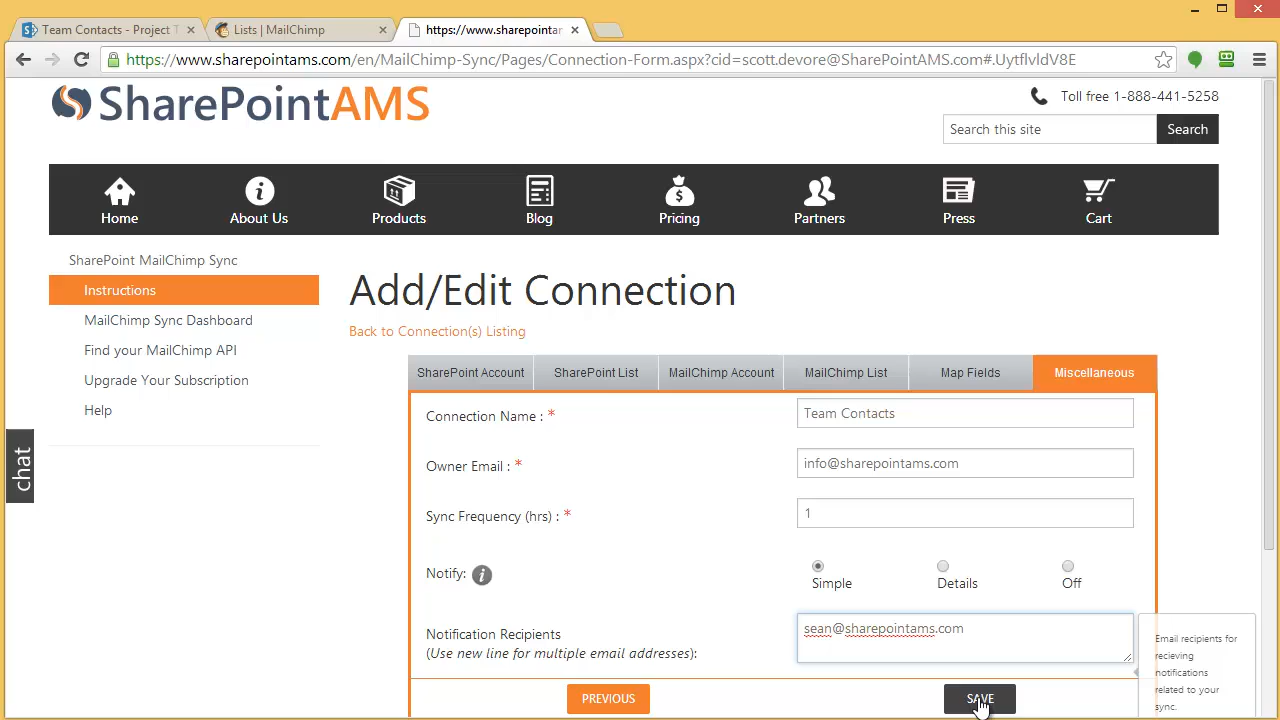 Team Contacts - Project T
Lists | MailChimp
https://www.sharepointar
https://www.sharepointams.com/en/MailChimp-Sync/Pages/Connection-Form.aspx?cid=scott.devore@SharePointAMS.com#.UytflvldV8E
SharePointAMS
Toll free 1-888-441-5258
Search this site
Search
Home
About Us
Products
Blog
Pricing
Partners
Press
Cart
SharePoint MailChimp Sync
Instructions
MailChimp Sync Dashboard
Find your MailChimp API
Upgrade Your Subscription
Help
chat
Add/Edit Connection
Back to Connection(s) Listing
SharePoint Account
SharePoint List
MailChimp Account
MailChimp List
Map Fields
Miscellaneous
Connection Name : *
Team Contacts
Owner Email : *
info@sharepointams.com
Sync Frequency (hrs) : *
1
Notify:
Simple
Details
Off
Notification Recipients
(Use new line for multiple email addresses):
sean@sharepointams.com
Email recipients for
recieving
notifications
related to your
sync.
PREVIOUS
SAVE